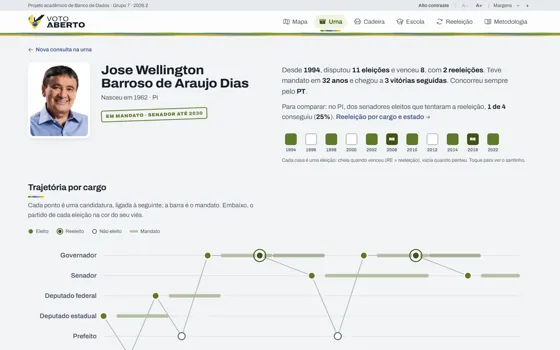 Projeto acadêmico de Banco de Dados · Grupo 7 · 2026.2
Alto contraste A- A+ Margens
VOTO ABERTO
Mapa Urna Cadeira Escola Reeleição Metodologia
← Nova consulta na urna
Jose Wellington
Barroso de Araujo Dias
Nasceu em 1962 · PI
EM MANDATO · SENADOR ATÉ 2030
Desde 1994, disputou 11 eleições e venceu 8, com 2 reeleições. Teve
mandato em 32 anos e chegou a 3 vitórias seguidas. Concorreu sempre
pelo PT.
Para comparar: no PI, dos senadores eleitos que tentaram a reeleição, 1 de 4
conseguiu (25%). Reeleição por cargo e estado →
1994 1996 1998 2000 2002 2006 2010 2012 2014 2018 2022
Cada casa é uma eleição: cheia quando venceu (RE = reeleição), vazia quando perdeu. Toque para ver o santinho.
Trajetória por cargo
Cada ponto é uma candidatura, ligada à seguinte; a barra é o mandato. Embaixo, o
partido de cada eleição na cor do seu viés.
Eleito Reeleito Não eleito Mandato
Governador
Senador
Deputado federal
Deputado estadual
Prefeito